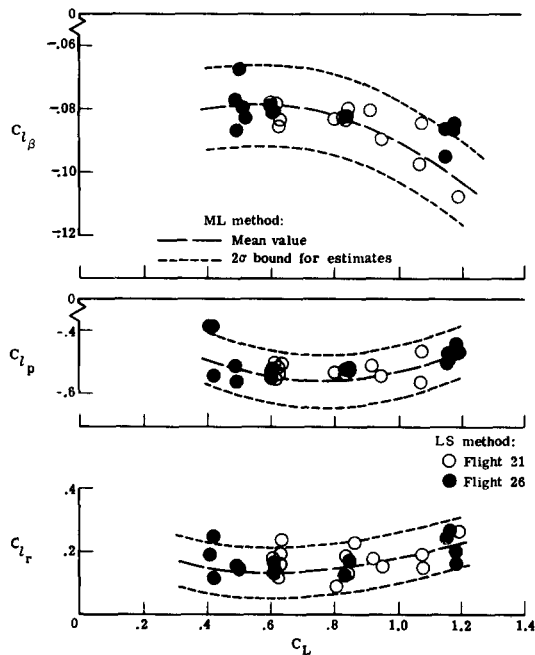 0
-.06
-.08
C_lβ
-.10
-.12
ML method:
Mean value
2σ bound for estimates
0
-.4
C_lp
-.6
LS method:
Flight 21
Flight 26
.4
C_lr
.2
0
.2
.4
.6
.8
1.0
1.2
1.4
C_L